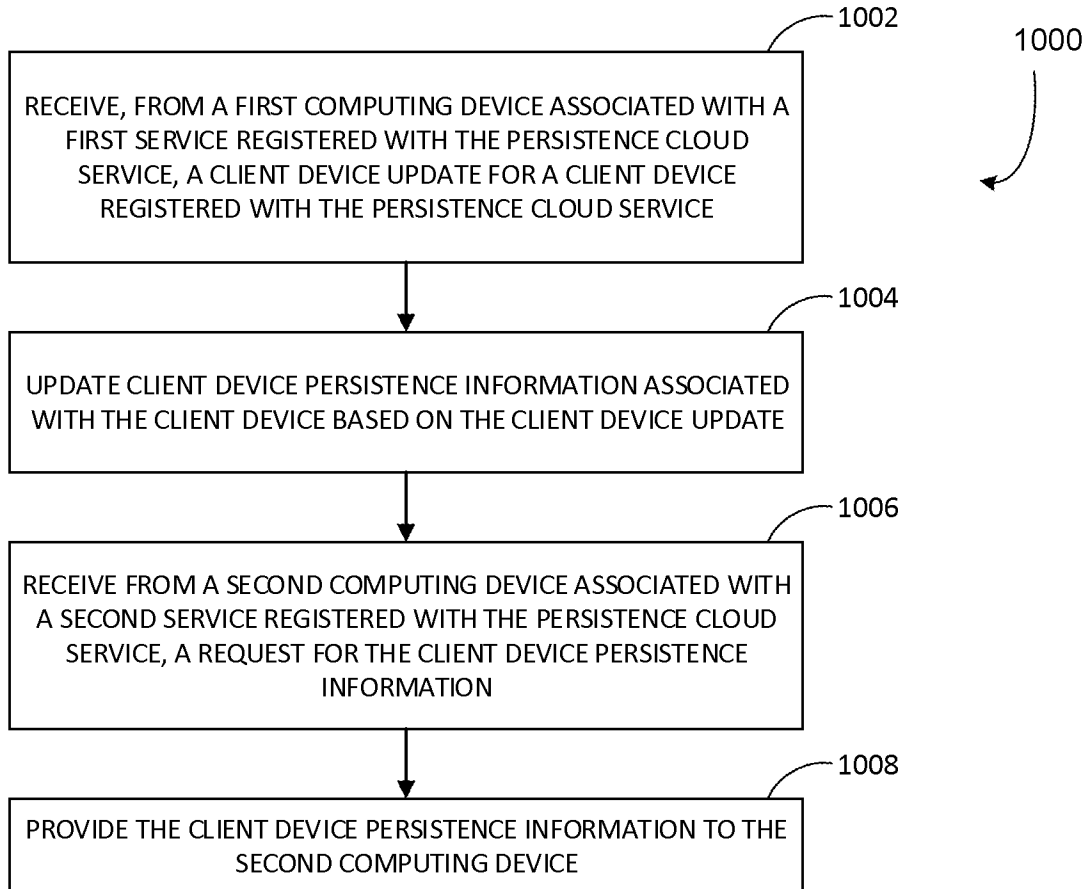 1002
1000
RECEIVE, FROM A FIRST COMPUTING DEVICE ASSOCIATED WITH A
FIRST SERVICE REGISTERED WITH THE PERSISTENCE CLOUD
SERVICE, A CLIENT DEVICE UPDATE FOR A CLIENT DEVICE
REGISTERED WITH THE PERSISTENCE CLOUD SERVICE
1004
UPDATE CLIENT DEVICE PERSISTENCE INFORMATION ASSOCIATED
WITH THE CLIENT DEVICE BASED ON THE CLIENT DEVICE UPDATE
1006
RECEIVE FROM A SECOND COMPUTING DEVICE ASSOCIATED WITH
A SECOND SERVICE REGISTERED WITH THE PERSISTENCE CLOUD
SERVICE, A REQUEST FOR THE CLIENT DEVICE PERSISTENCE
INFORMATION
1008
PROVIDE THE CLIENT DEVICE PERSISTENCE INFORMATION TO THE
SECOND COMPUTING DEVICE